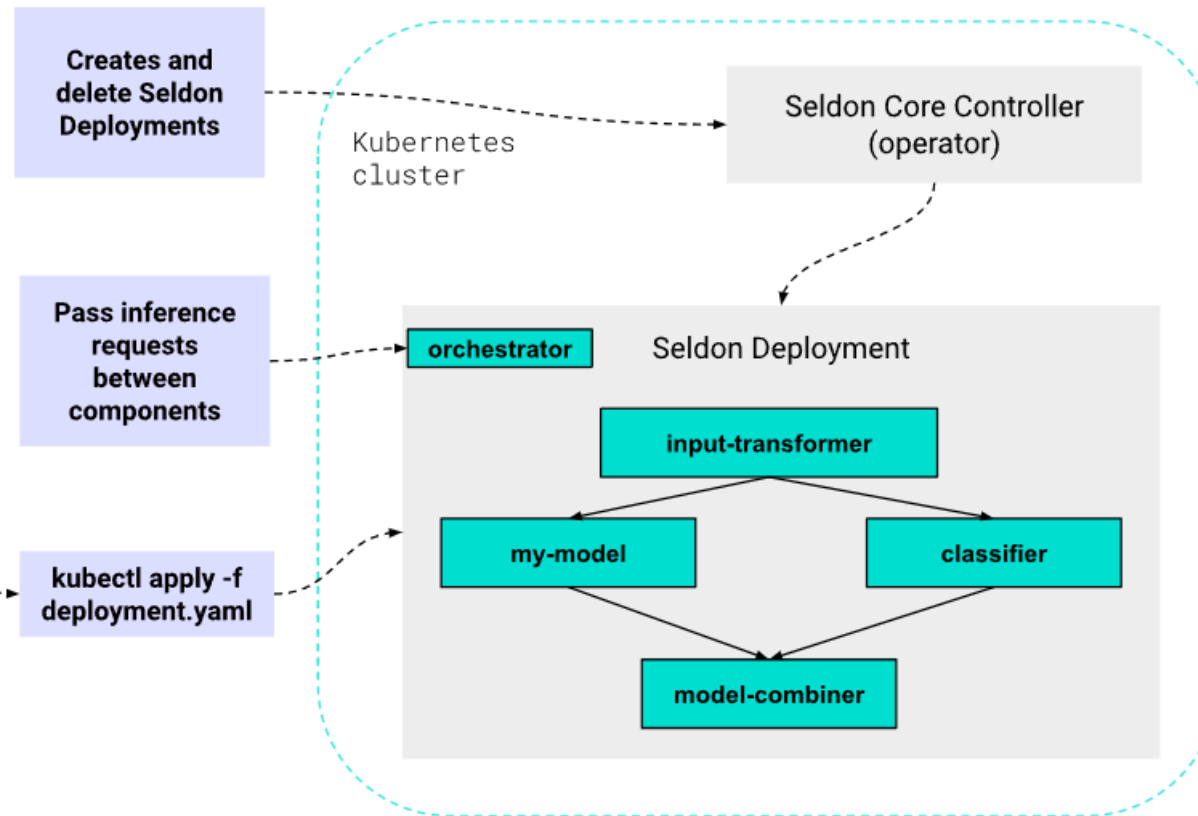 Creates and
delete Seldon
Deployments
Kubernetes
cluster
Seldon Core Controller
(operator)
Pass inference
requests
between
components
orchestrator
Seldon Deployment
input-transformer
my-model
classifier
kubectl apply -f
deployment.yaml
model-combiner